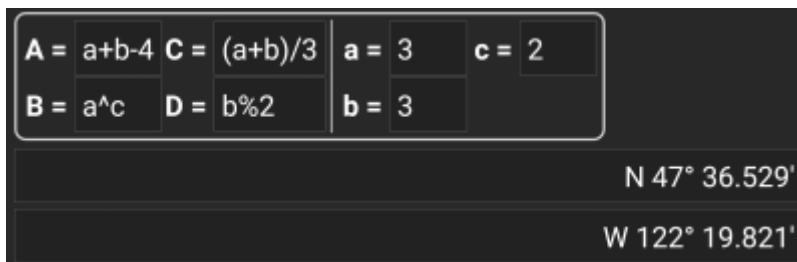 A = a+b-4 C = (a+b)/3 a = 3 c = 2
B = a^c D = b%2 b = 3
N 47° 36.529'
W 122° 19.821'